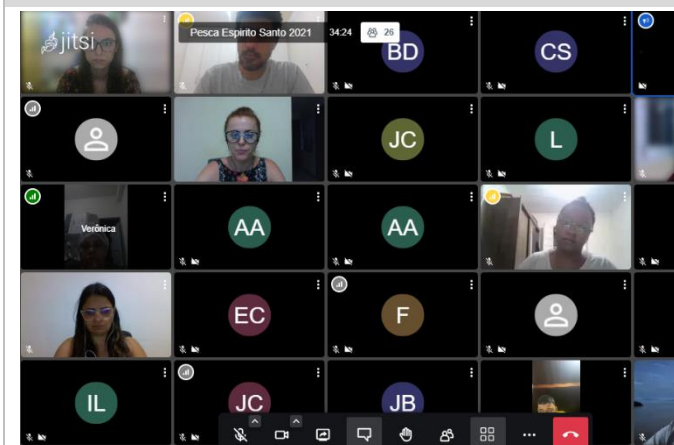 jitsi
Pesca Espirito Santo 2021 34:24 26
BD CS
JC L
Verônica AA AA
EC F
IL JC JB